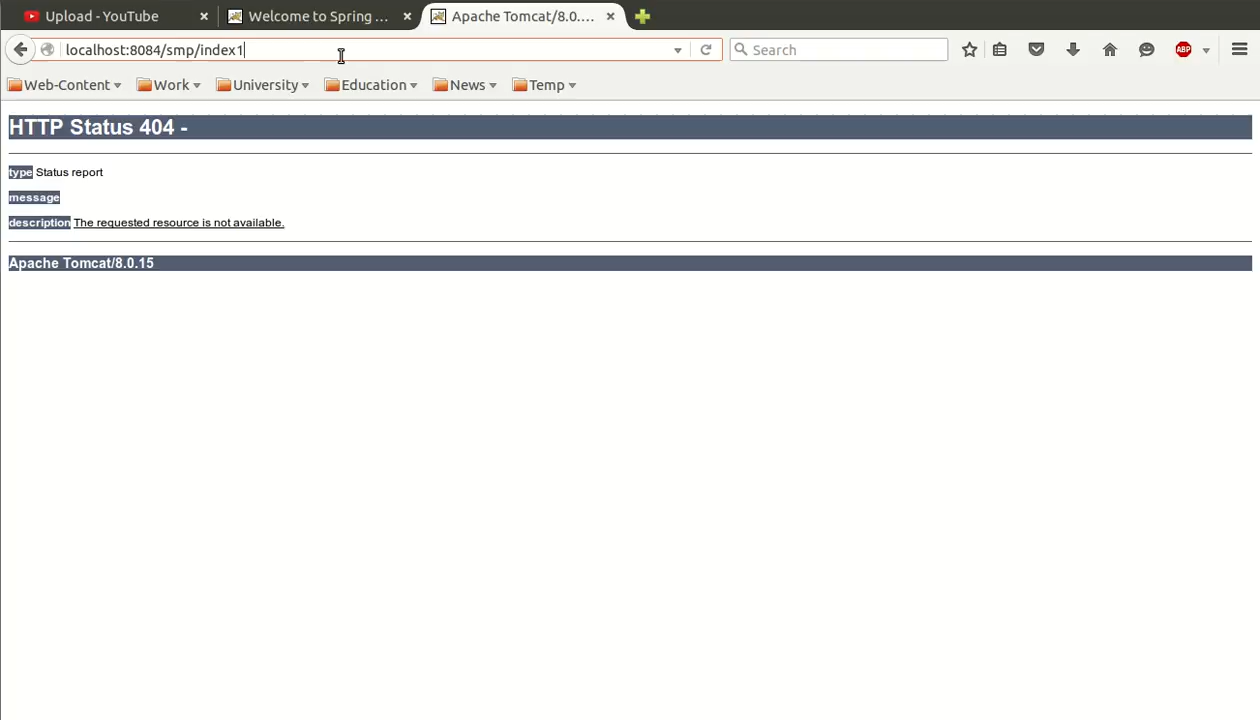 Upload - YouTube
Welcome to Spring ...
Apache Tomcat/8.0....
localhost:8084/smp/index1
Search
ABP
Web-Content
Work
University
Education
News
Temp
HTTP Status 404 -
type Status report
message
description The requested resource is not available.
Apache Tomcat/8.0.15